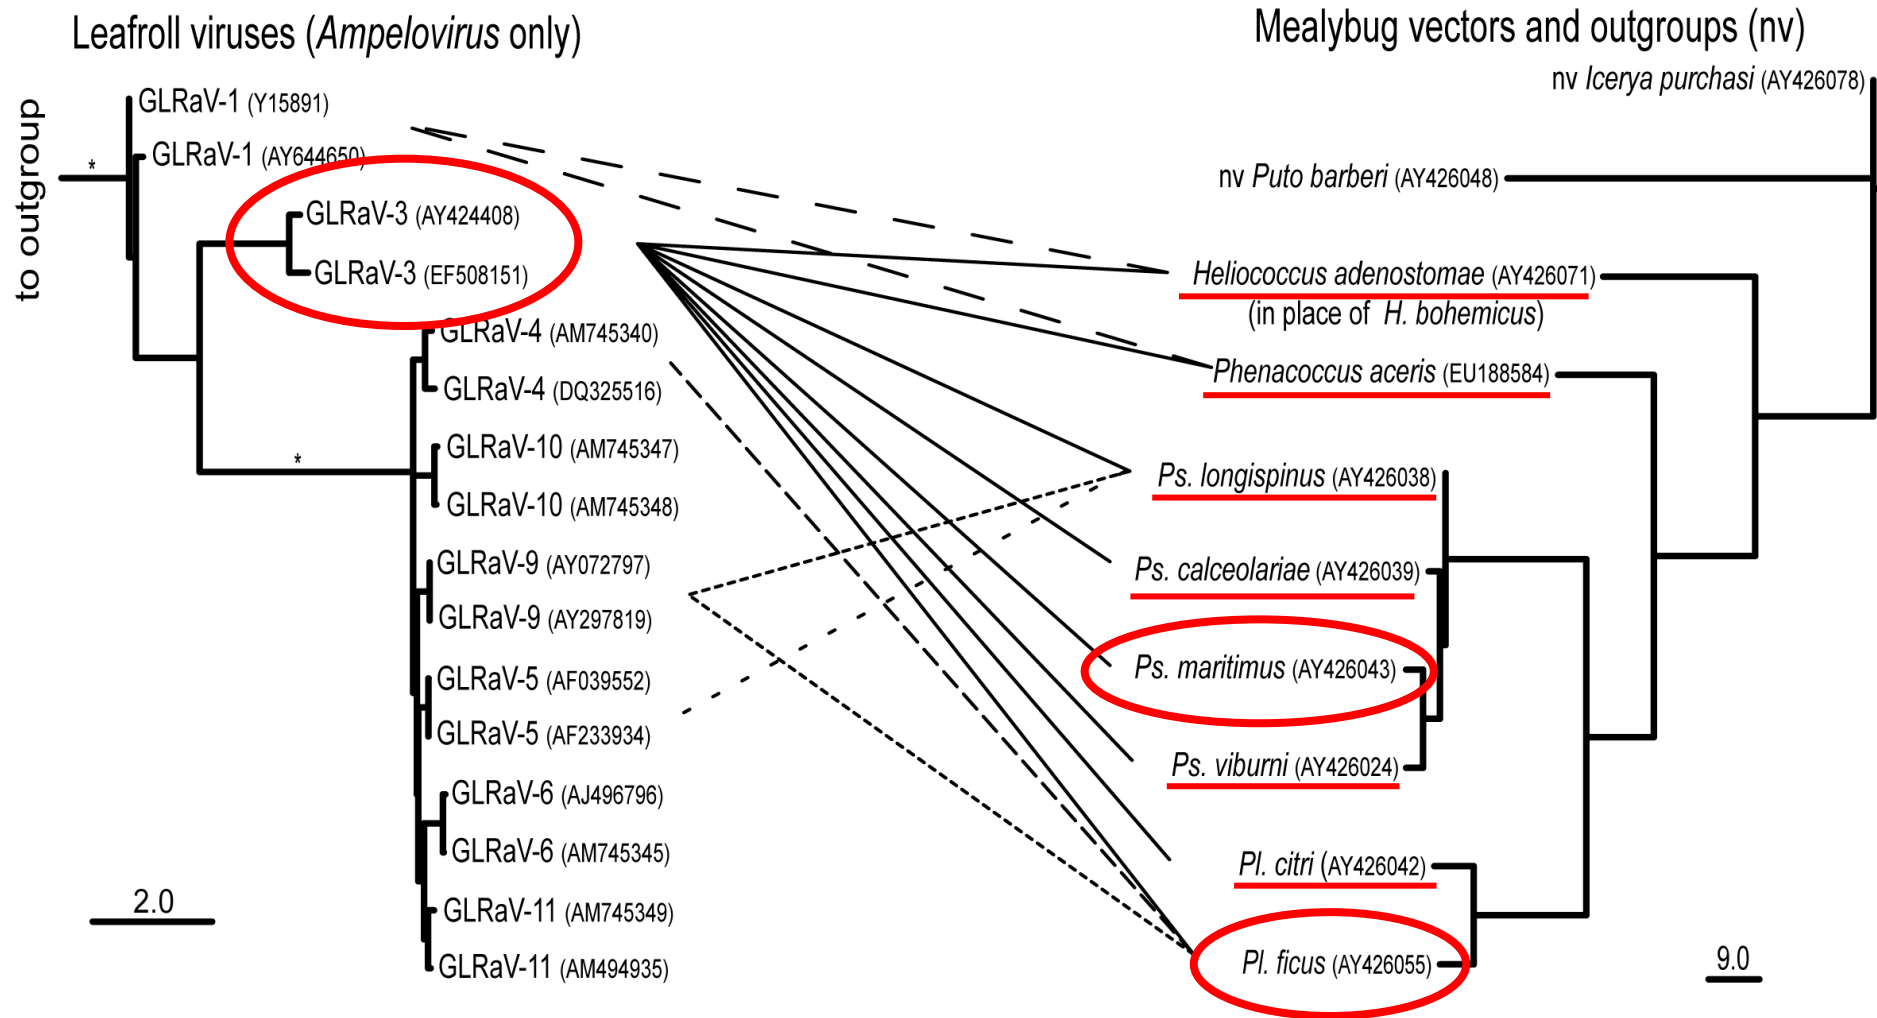 Leafroll viruses (Ampelovirus only)
to outgroup
*
GLRaV-1 (Y15891)
GLRaV-1 (AY644650)
GLRaV-3 (AY424408)
GLRaV-3 (EF508151)
GLRaV-4 (AM745340)
GLRaV-4 (DQ325516)
*
GLRaV-10 (AM745347)
GLRaV-10 (AM745348)
GLRaV-9 (AY072797)
GLRaV-9 (AY297819)
GLRaV-5 (AF039552)
GLRaV-5 (AF233934)
GLRaV-6 (AJ496796)
GLRaV-6 (AM745345)
GLRaV-11 (AM745349)
GLRaV-11 (AM494935)
2.0
Mealybug vectors and outgroups (nv)
nv Icerya purchasi (AY426078)
nv Puto barberi (AY426048)
Heliococcus adenostomae (AY426071)
(in place of H. bohemicus)
Phenacoccus aceris (EU188584)
Ps. longispinus (AY426038)
Ps. calceolariae (AY426039)
Ps. maritimus (AY426043)
Ps. viburni (AY426024)
Pl. citri (AY426042)
Pl. ficus (AY426055)
9.0